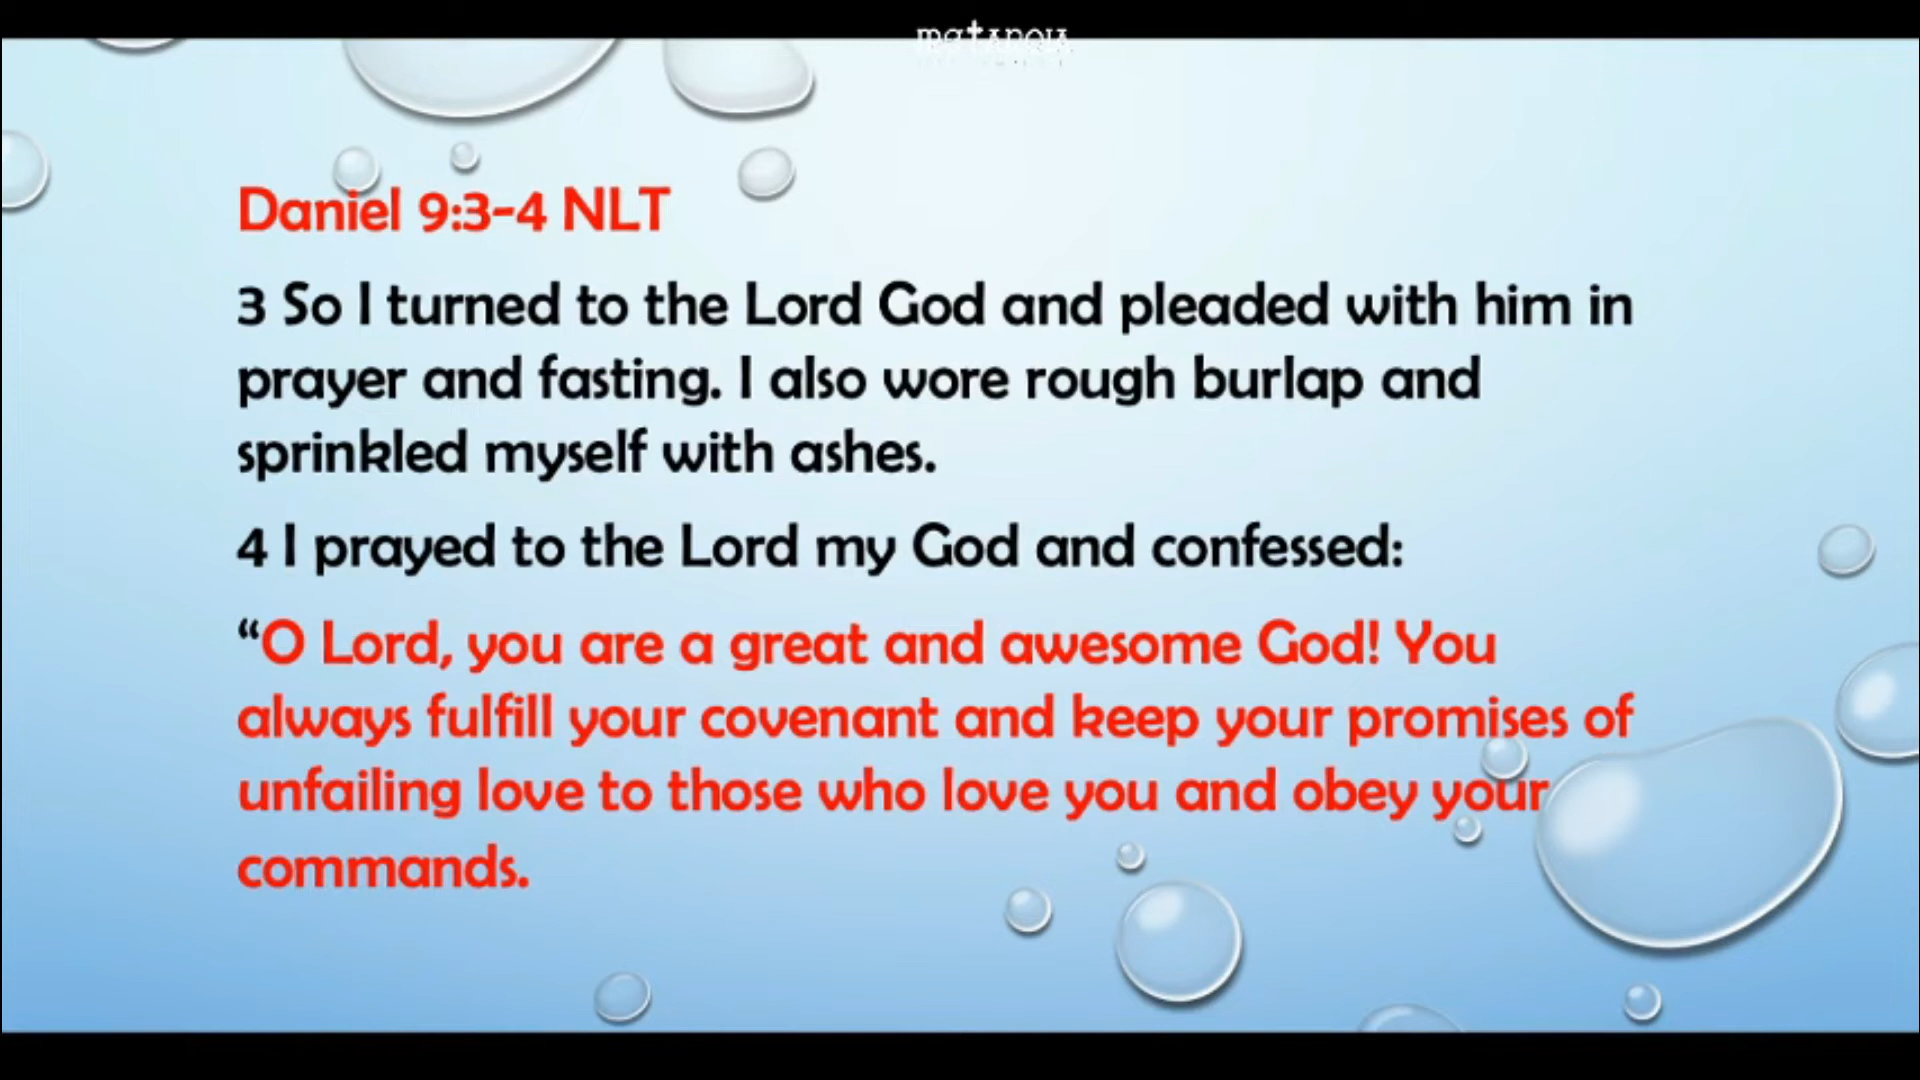 matanoia
Daniel 9:3-4 NLT
3 So I turned to the Lord God and pleaded with him in
prayer and fasting. I also wore rough burlap and
sprinkled myself with ashes.
4 I prayed to the Lord my God and confessed:
“O Lord, you are a great and awesome God! You
always fulfill your covenant and keep your promises of
unfailing love to those who love you and obey your
commands.